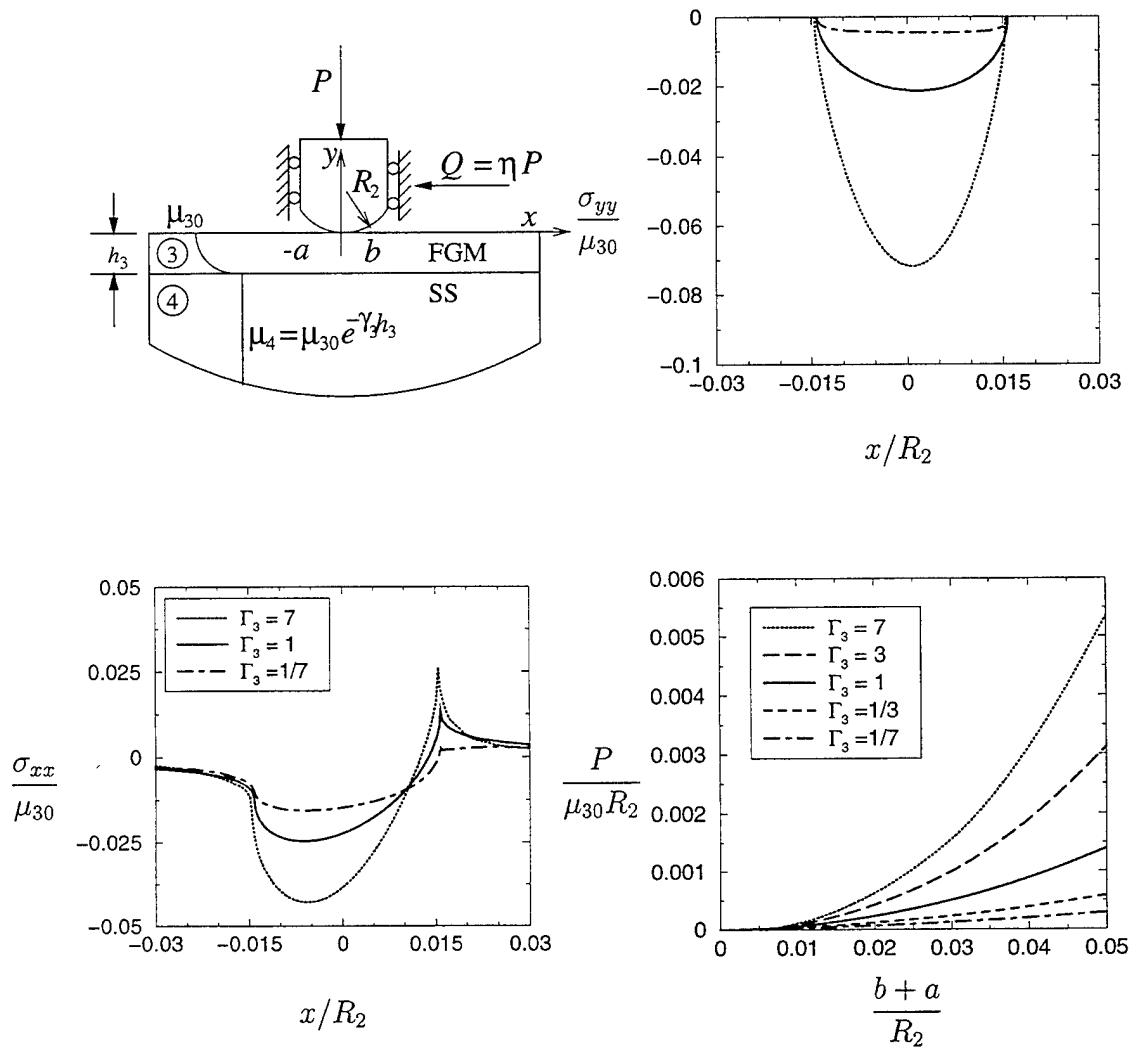 P
y
R₂
Q = ηP
μ₃₀
x
h₃
③
-a
b
FGM
④
SS
μ₄ = μ₃₀e^{-γ₃h₃}
σ_yy / μ₃₀
0
−0.02
−0.04
−0.06
−0.08
−0.1
−0.03 −0.015 0 0.015 0.03
x/R₂
0.05
0.025
0
−0.025
−0.05
σ_xx / μ₃₀
Γ₃ = 7
Γ₃ = 1
Γ₃ =1/7
−0.03 −0.015 0 0.015 0.03
x/R₂
0.006
0.005
0.004
0.003
0.002
0.001
0
P / μ₃₀R₂
Γ₃ = 7
Γ₃ = 3
Γ₃ = 1
Γ₃ =1/3
Γ₃ =1/7
0 0.01 0.02 0.03 0.04 0.05
b + a / R₂